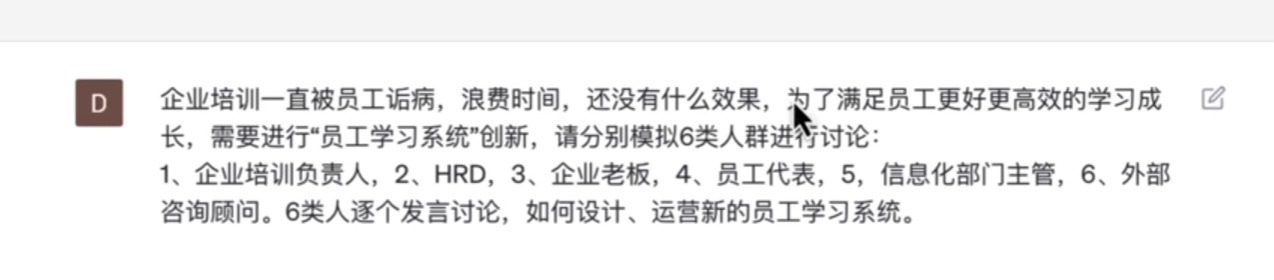 D
企业培训一直被员工诟病，浪费时间，还没有什么效果，为了满足员工更好更高效的学习成
长，需要进行“员工学习系统”创新，请分别模拟6类人群进行讨论：
1、企业培训负责人，2、HRD，3、企业老板，4、员工代表，5，信息化部门主管，6、外部
咨询顾问。6类人逐个发言讨论，如何设计、运营新的员工学习系统。